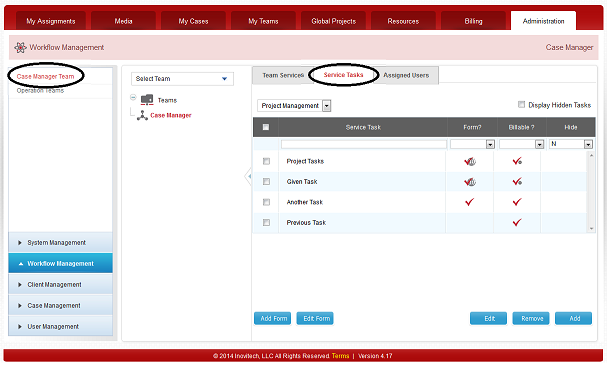 My Assignments Media My Cases My Teams Global Projects Resources Billing Administration
Workflow Management Case Manager
Case Manager Team
Operation Teams
System Management
Workflow Management
Client Management
Case Management
User Management
Select Team
Teams
Case Manager
Team Services Service Tasks Assigned Users
Project Management Display Hidden Tasks
Service Task Form? Billable ? Hide
N
Project Tasks
Given Task
Another Task
Previous Task
Add Form Edit Form Edit Remove Add
© 2014 Inovitech, LLC All Rights Reserved. Terms | Version 4.17